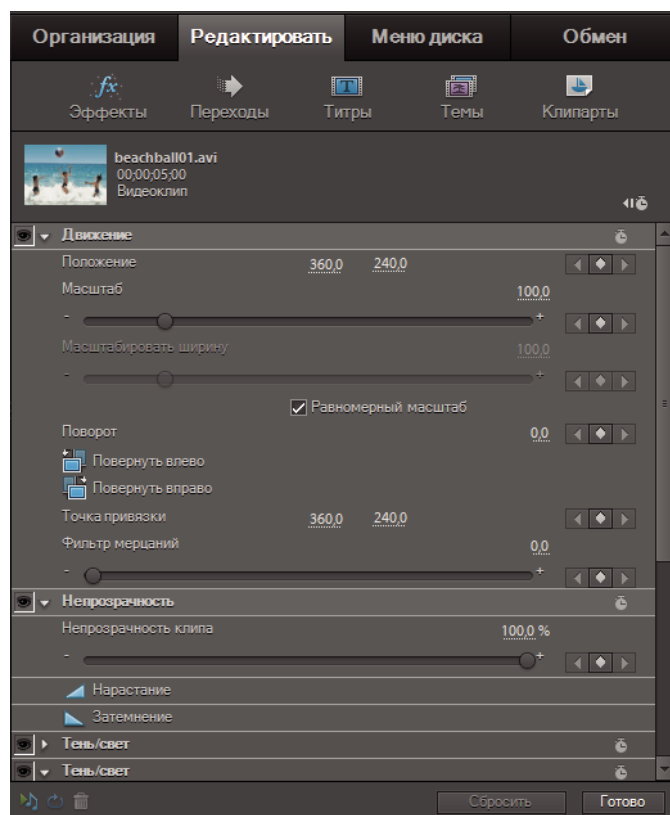 Организация Редактировать Меню диска Обмен
fx
Эффекты Переходы Титры Темы Клипарты
beachball01.avi
00;00;05;00
Видеоклип
Движение
Положение 360,0 240,0
Масштаб 100,0
- +
Масштабировать ширину 100,0
- +
Равномерный масштаб
Поворот 0,0
Повернуть влево
Повернуть вправо
Точка привязки 360,0 240,0
Фильтр мерцаний 0,0
- +
Непрозрачность
Непрозрачность клипа 100,0 %
- +
Нарастание
Затемнение
Тень/свет
Тень/свет
Сбросить Готово